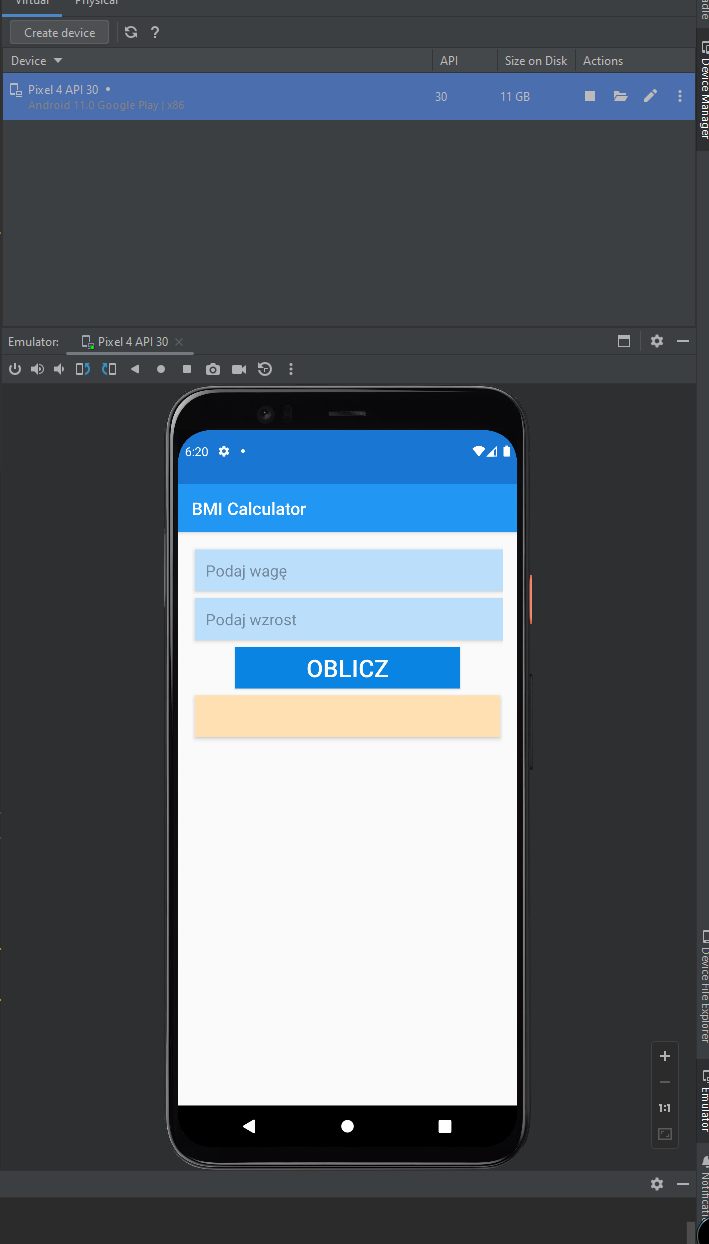 Virtual Physical
Create device
Device API Size on Disk Actions
Pixel 4 API 30
Android 11.0 Google Play | x86
30 11 GB
Device Manager
Emulator: Pixel 4 API 30
6:20
BMI Calculator
Podaj wagę
Podaj wzrost
OBLICZ
1:1
Device File Explorer
Emulator